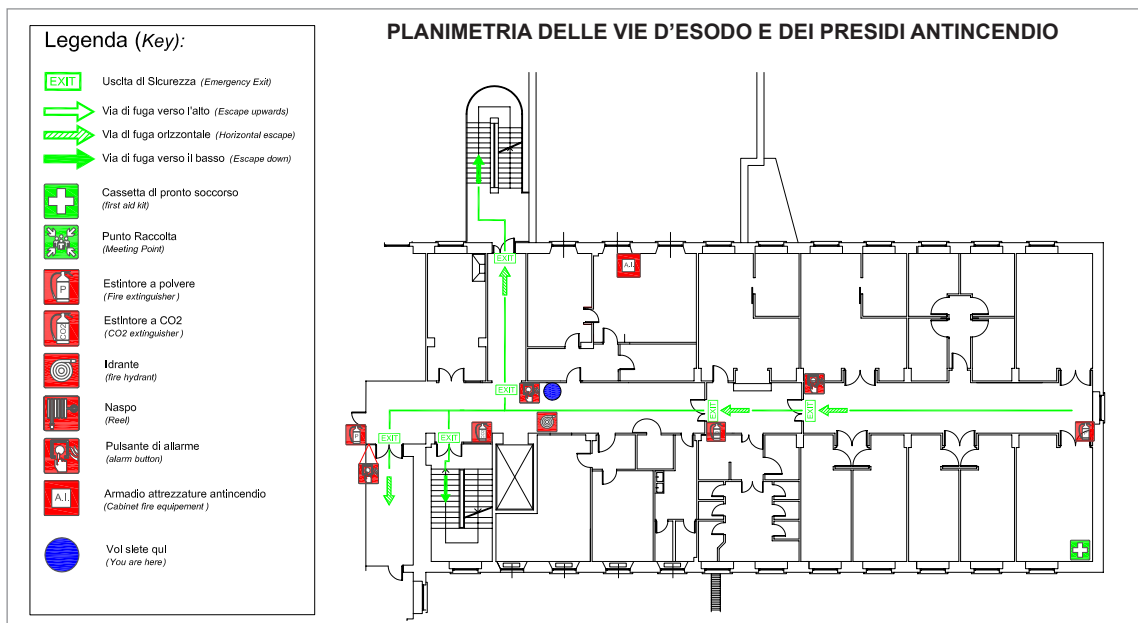 PLANIMETRIA DELLE VIE D'ESODO E DEI PRESIDI ANTINCENDIO
Legenda (Key):
EXIT UscIta dI SIcurezza (Emergency Exit)
Via di fuga verso l'alto (Escape upwards)
VIa dI fuga orIzzontale (Horizontal escape)
Via di fuga verso il basso (Escape down)
Cassetta dI pronto soccorso
(first aid kit)
Punto Raccolta
(Meeting Point)
P
Estintore a polvere
(Fire extinguisher)
CO2
EstIntore a CO2
(CO2 extinguisher)
Idrante
(fire hydrant)
Naspo
(Reel)
Pulsante di allarme
(alarm button)
A.I.
Armadio attrezzature antincendio
(Cabinet fire equipement)
VoI sIete quI
(You are here)
EXIT
A.I.
EXIT
EXIT
EXIT
P
EXIT
EXIT